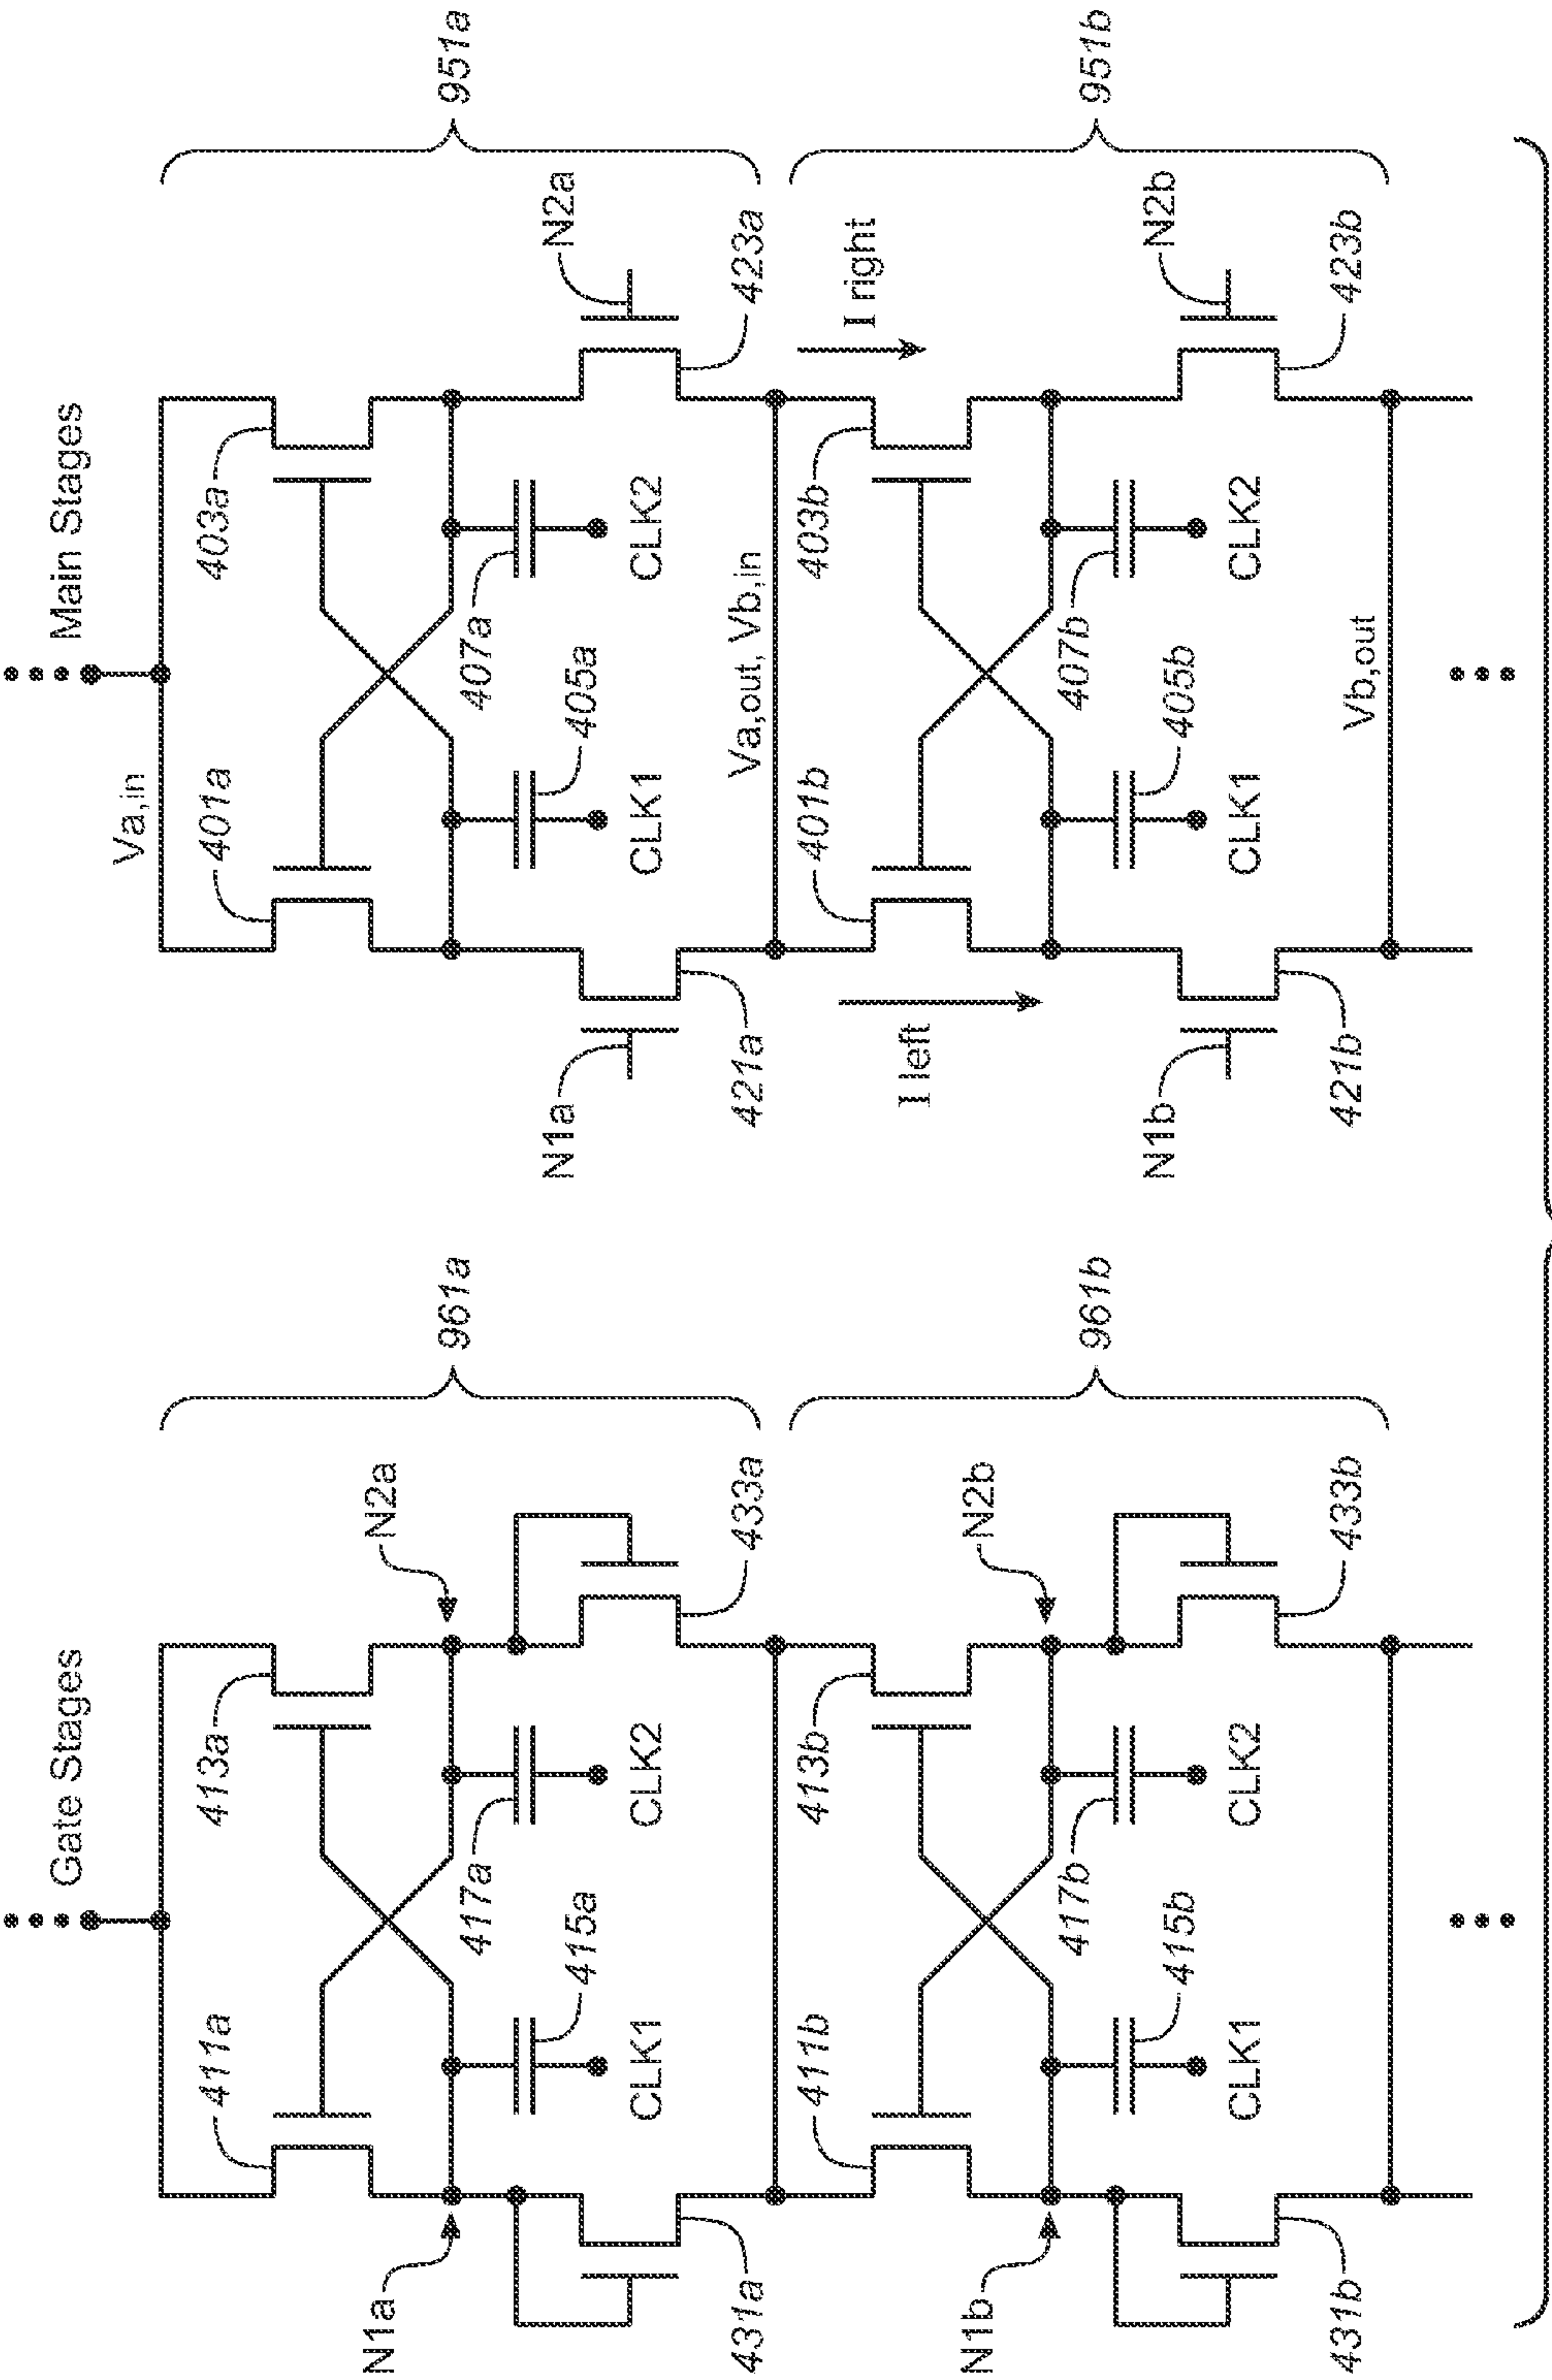 Gate Stages
Main Stages
Va,in
411a
413a
401a
403a
N1a
N2a
417a
415a
407a
405a
961a
951a
N1a
N2a
CLK1
CLK2
CLK1
CLK2
431a
433a
421a
423a
Va,out, Vb,in
411b
413b
401b
403b
I left
I right
N1b
N2b
417b
415b
407b
405b
961b
951b
N1b
N2b
CLK1
CLK2
CLK1
CLK2
431b
433b
421b
423b
Vb,out